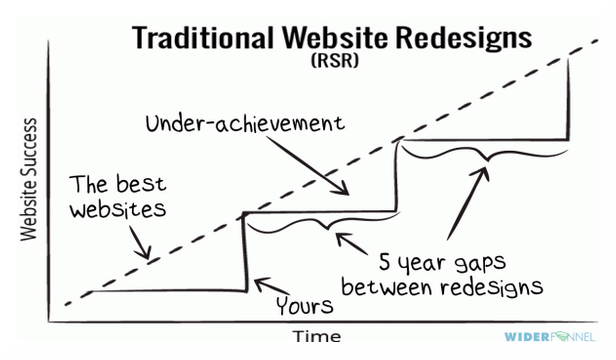 Traditional Website Redesigns
(RSR)
Under-achievement
The best
websites
Website Success
5 year gaps
between redesigns
Yours
Time
WIDERFUNNEL